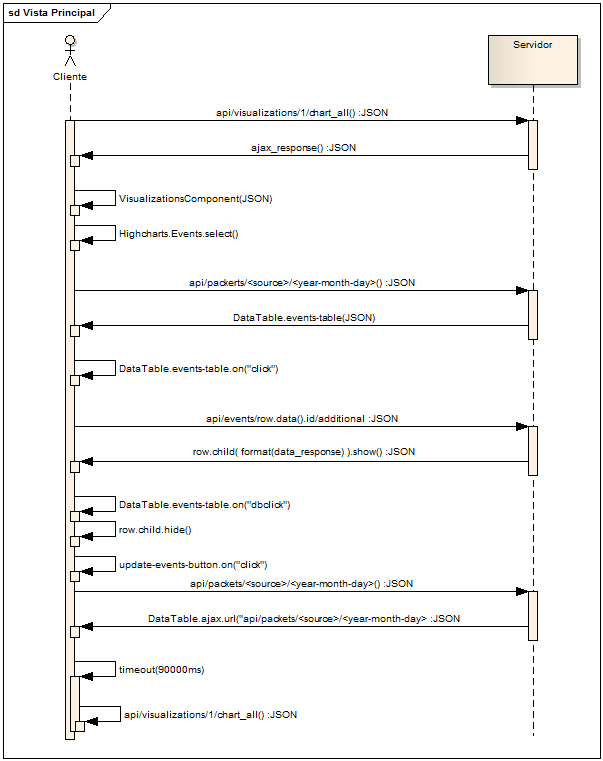 sd Vista Principal
Cliente
Servidor
api/visualizations/1/chart_all() :JSON
ajax_response() :JSON
VisualizationsComponent(JSON)
Highcharts.Events.select()
api/packerts/<source>/<year-month-day>() :JSON
DataTable.events-table(JSON)
DataTable.events-table.on("click")
api/events/row.data().id/additional :JSON
row.child( format(data_response) ).show() :JSON
DataTable.events-table.on("dbclick")
row.child.hide()
update-events-button.on("click")
api/packets/<source>/<year-month-day>() :JSON
DataTable.ajax.url("api/packets/<source>/<year-month-day> :JSON
timeout(90000ms)
api/visualizations/1/chart_all() :JSON